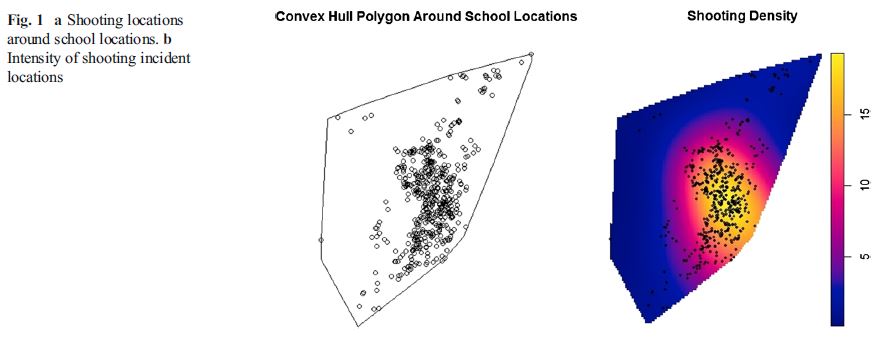 Fig. 1 a Shooting locations
around school locations. b
Intensity of shooting incident
locations
Convex Hull Polygon Around School Locations
Shooting Density
15
10
5